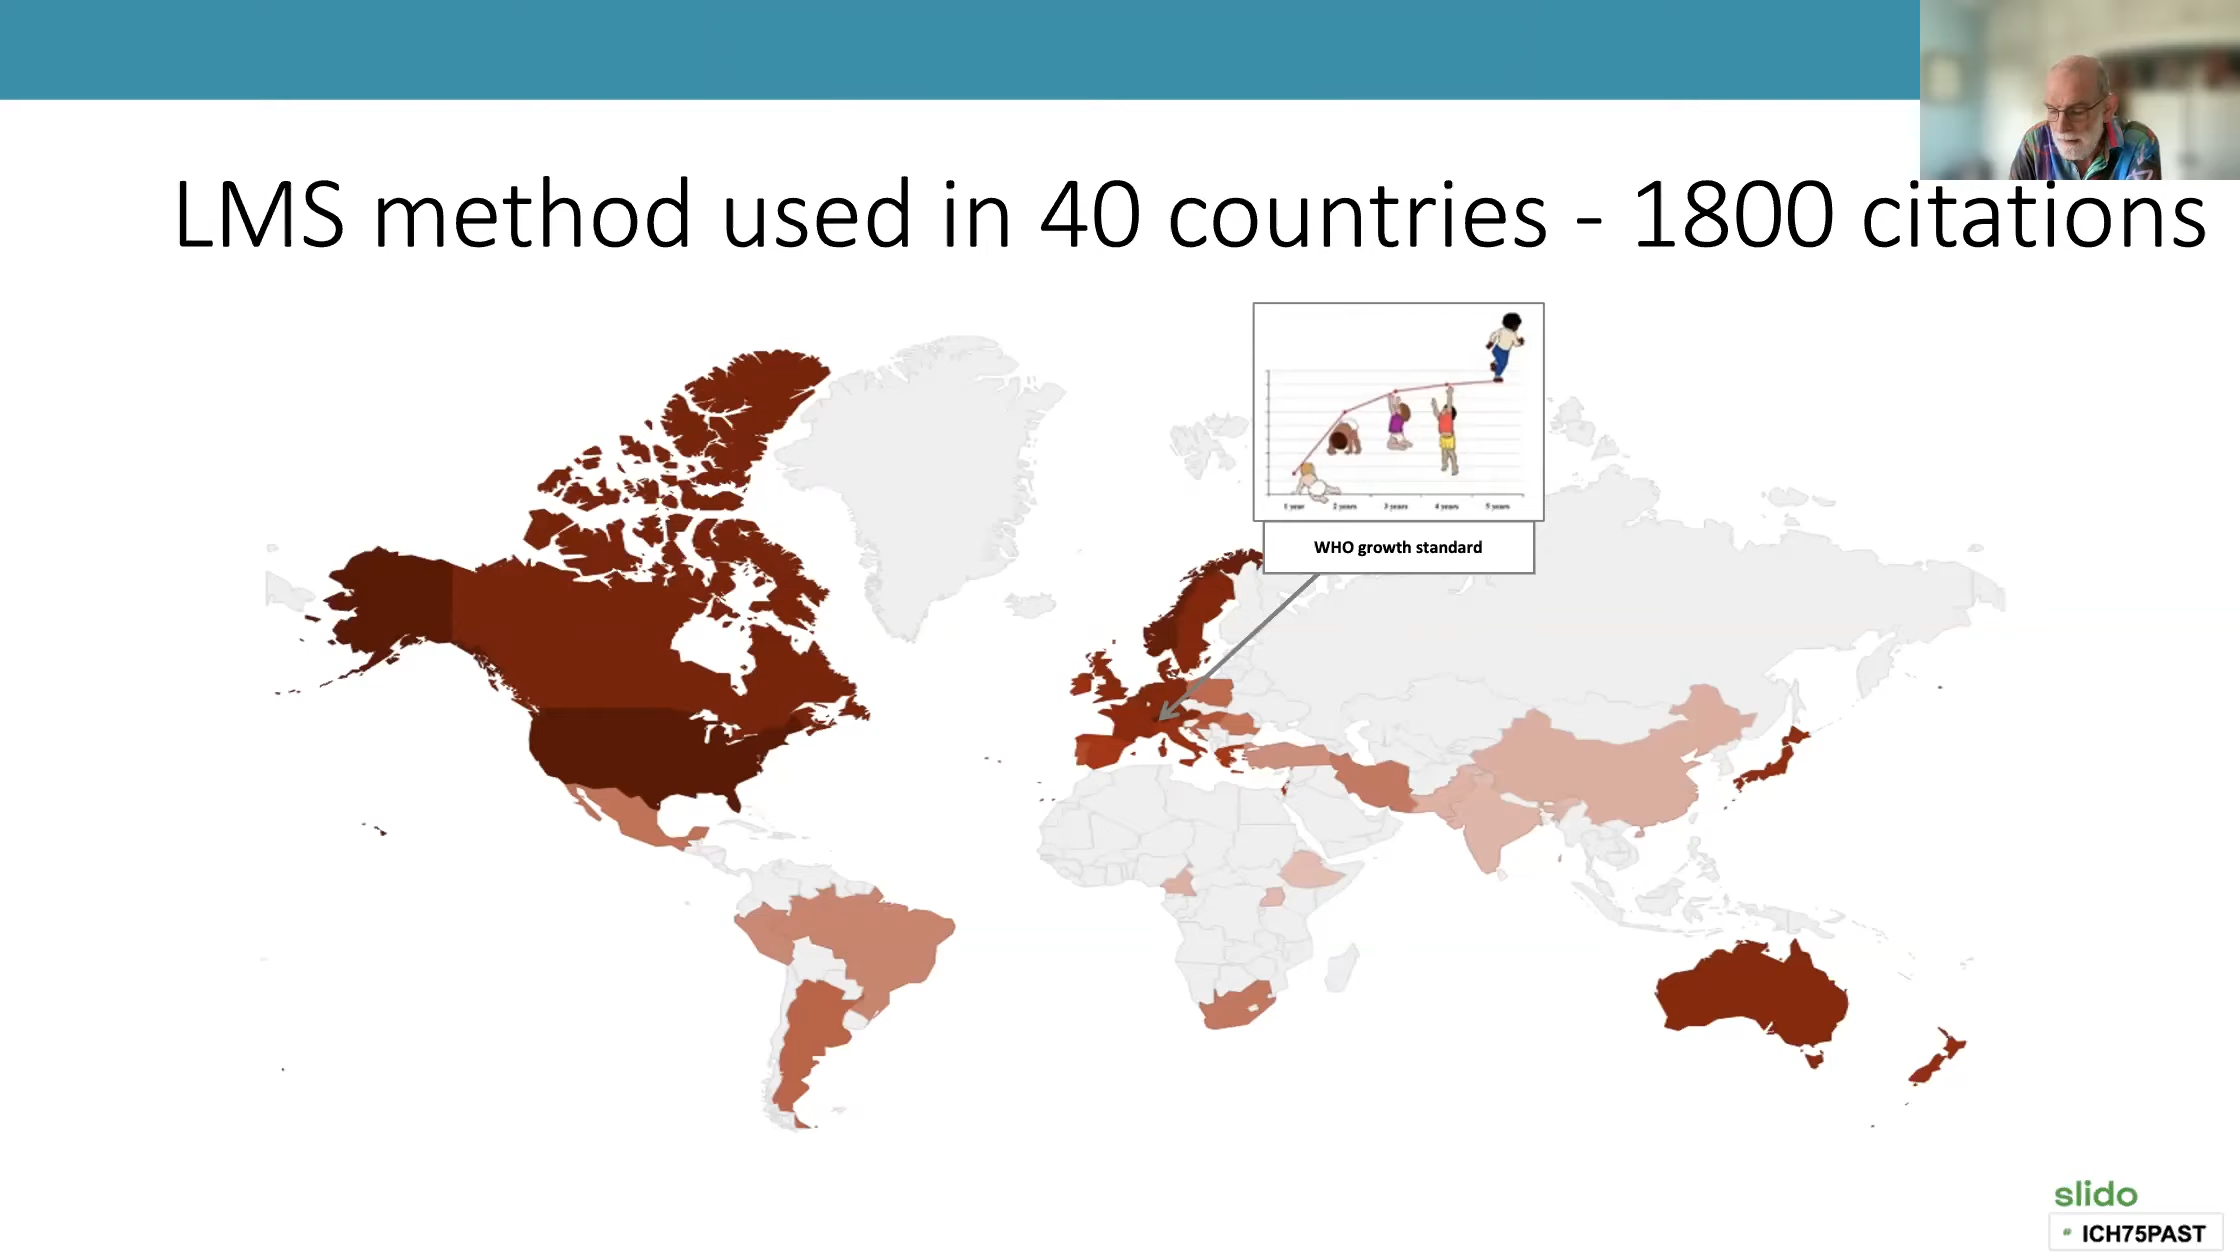 LMS method used in 40 countries - 1800 citations
1 year 2 years 3 years 4 years 5 years
WHO growth standard
slido
# ICH75PAST